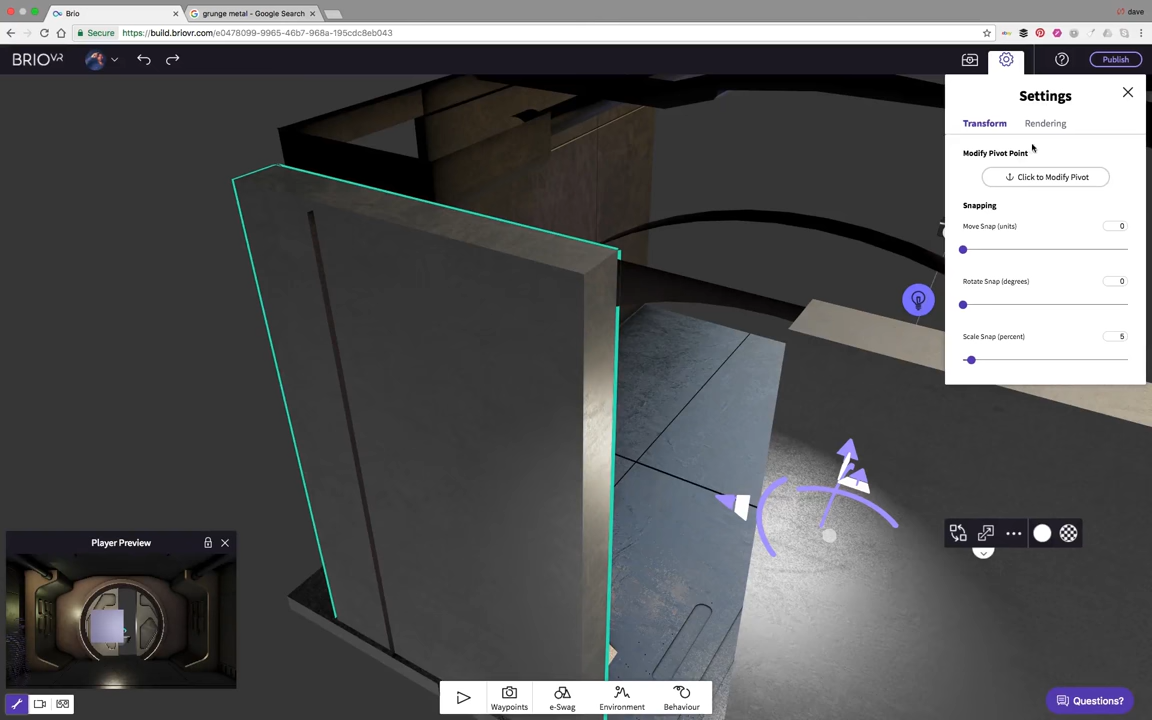 Brio
grunge metal - Google Search
dave
Secure
https://build.briovr.com/e0478099-9965-46b7-968a-195cdc8eb043
BRIOVR
Publish
Settings
Transform
Rendering
Modify Pivot Point
Click to Modify Pivot
Snapping
Move Snap (units)
0
Rotate Snap (degrees)
0
Scale Snap (percent)
5
Player Preview
Waypoints
e-Swag
Environment
Behaviour
Questions?